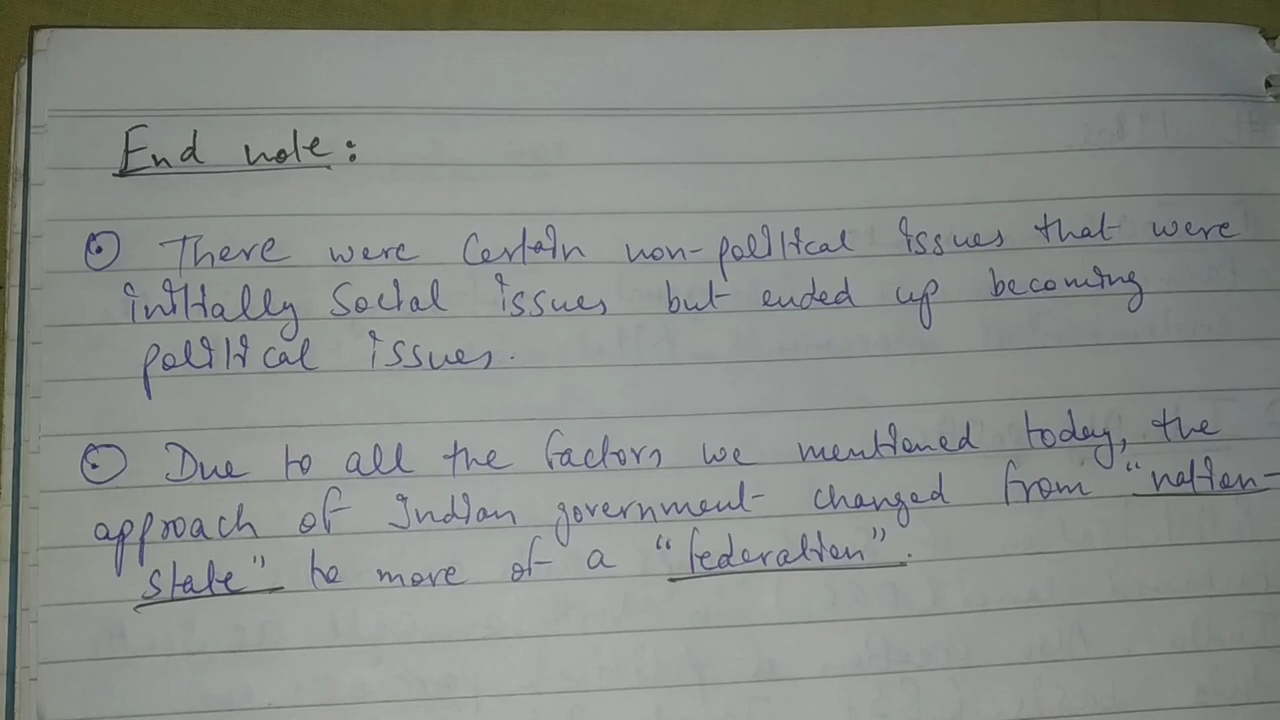 End note:
⊙ There were certain non-political issues that were
initially social issues but ended up becoming
political issues.
⊙ Due to all the factors we mentioned today, the
approach of Indian government changed from "nation-
state" to more of a "federation".